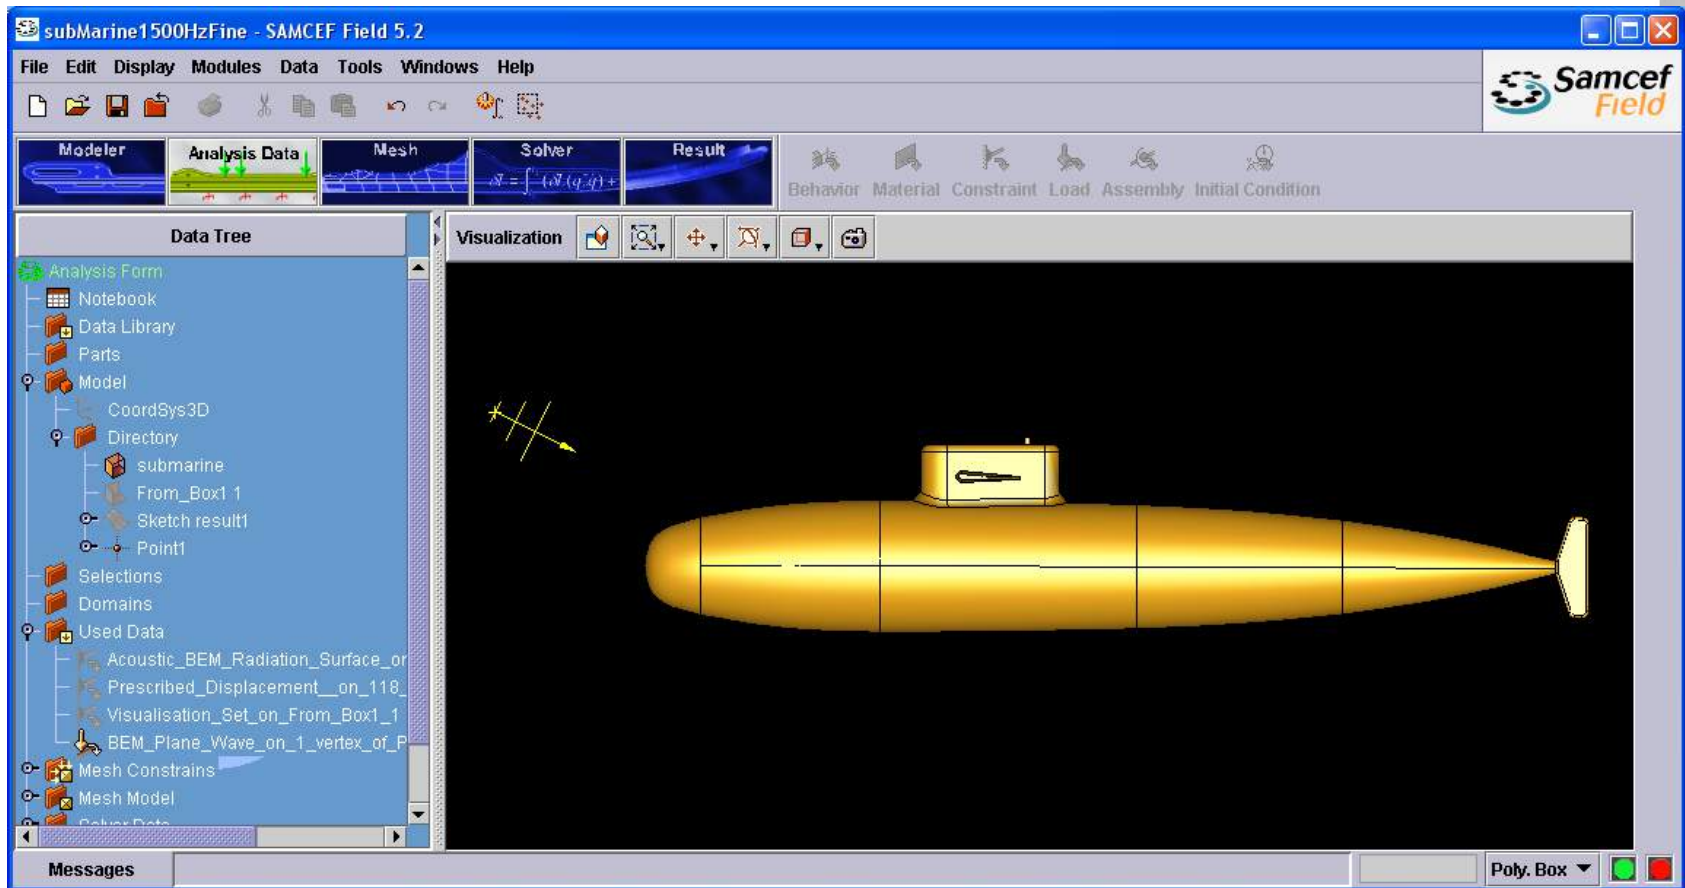 subMarine1500HzFine - SAMCEF Field 5.2
File Edit Display Modules Data Tools Windows Help
Samcef
Field
Modeler Analysis Data Mesh Solver Result
Behavior Material Constraint Load Assembly Initial Condition
Data Tree
Visualization
Analysis Form
Notebook
Data Library
Parts
Model
CoordSys3D
Directory
submarine
From_Box1 1
Sketch result1
Point1
Selections
Domains
Used Data
Acoustic_BEM_Radiation_Surface_or
Prescribed_Displacement__on_118_
Visualisation_Set_on_From_Box1_1
BEM_Plane_Wave_on_1_vertex_of_P
Mesh Constrains
Mesh Model
Solver Data
Messages
Poly. Box